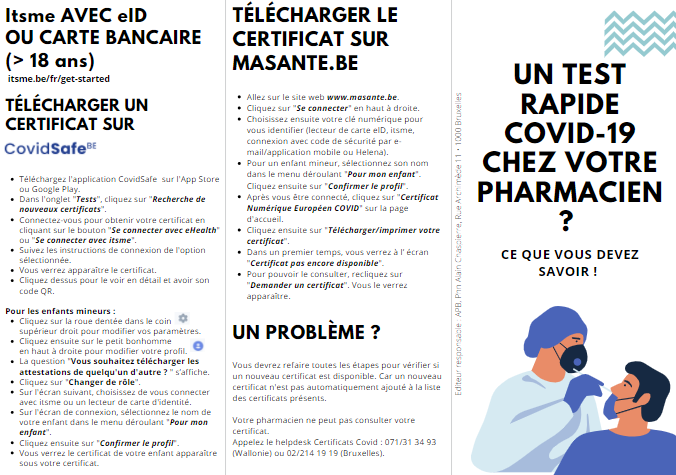 Itsme AVEC eID
OU CARTE BANCAIRE
(> 18 ans)
itsme.be/fr/get-started
TÉLÉCHARGER UN
CERTIFICAT SUR
CovidSafeBE
• Téléchargez l'application CovidSafe sur l'App Store
ou Google Play.
• Dans l'onglet "Tests", cliquez sur "Recherche de
nouveaux certificats".
• Connectez-vous pour obtenir votre certificat en
cliquant sur le bouton "Se connecter avec eHealth"
ou "Se connecter avec itsme".
• Suivez les instructions de connexion de l'option
sélectionnée.
• Vous verrez apparaître le certificat.
• Cliquez dessus pour le voir en détail et avoir son
code QR.
Pour les enfants mineurs :
• Cliquez sur la roue dentée dans le coin
supérieur droit pour modifier vos paramètres.
• Cliquez ensuite sur le petit bonhomme
en haut à droite pour modifier votre profil.
• La question "Vous souhaitez télécharger les
attestations de quelqu'un d'autre ? " s'affiche.
• Cliquez sur "Changer de rôle".
• Sur l'écran suivant, choisissez de vous connecter
avec itsme ou un lecteur de carte d'identité.
• Sur l'écran de connexion, sélectionnez le nom de
votre enfant dans le menu déroulant "Pour mon
enfant".
• Cliquez ensuite sur "Confirmer le profil".
• Vous verrez le certificat de votre enfant apparaître
sous votre certificat.
TÉLÉCHARGER LE
CERTIFICAT SUR
MASANTE.BE
• Allez sur le site web www.masante.be.
• Cliquez sur "Se connecter" en haut à droite.
• Choisissez ensuite votre clé numérique pour
vous identifier (lecteur de carte eID, itsme,
connexion avec code de sécurité par e-
mail/application mobile ou Helena).
• Pour un enfant mineur, sélectionnez son nom
dans le menu déroulant "Pour mon enfant".
Cliquez ensuite sur "Confirmer le profil".
• Après vous être connecté, cliquez sur "Certificat
Numérique Européen COVID" sur la page
d'accueil.
• Cliquez ensuite sur "Télécharger/imprimer votre
certificat".
• Dans un premier temps, vous verrez à l' écran
"Certificat pas encore disponible".
• Pour pouvoir le consulter, recliquez sur
"Demander un certificat". Vous le verrez
apparaître.
UN PROBLÈME ?
Vous devrez refaire toutes les étapes pour vérifier si
un nouveau certificat est disponible. Car un nouveau
certificat n'est pas automatiquement ajouté à la liste
des certificats présents.
Votre pharmacien ne peut pas consulter votre
certificat.
Appelez le helpdesk Certificats Covid : 071/31 34 93
(Wallonie) ou 02/214 19 19 (Bruxelles).
Editeur responsable : APB, Phn Alain Chaspierre, Rue Archimède 11 - 1000 Bruxelles
UN TEST
RAPIDE
COVID-19
CHEZ VOTRE
PHARMACIEN
?
CE QUE VOUS DEVEZ
SAVOIR !